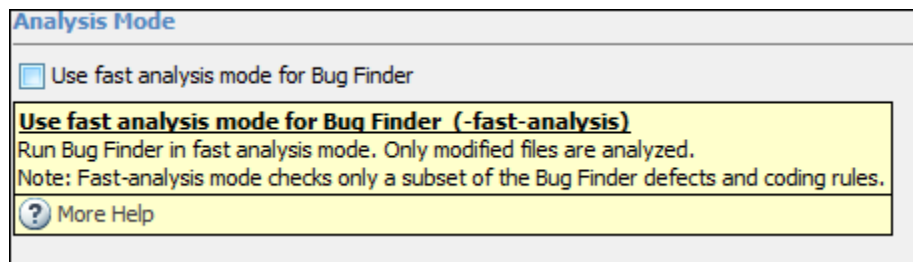 Analysis Mode
Use fast analysis mode for Bug Finder
Use fast analysis mode for Bug Finder (-fast-analysis)
Run Bug Finder in fast analysis mode. Only modified files are analyzed.
Note: Fast-analysis mode checks only a subset of the Bug Finder defects and coding rules.
? More Help